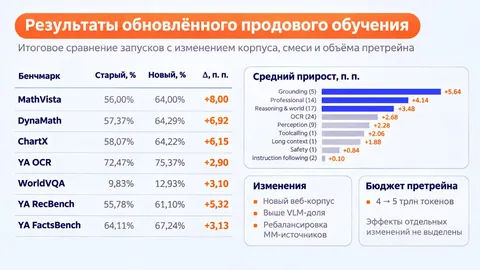 Результаты обновлённого продового обучения
Итоговое сравнение запусков с изменением корпуса, смеси и объёма претрейна
Бенчмарк Старый, % Новый, % Δ, п. п.
MathVista 56,00% 64,00% +8,00
DynaMath 57,37% 64,29% +6,92
ChartX 58,07% 64,22% +6,15
YA OCR 72,47% 75,37% +2,90
WorldVQA 9,83% 12,93% +3,10
YA RecBench 55,78% 61,10% +5,32
YA FactsBench 64,11% 67,24% +3,13
Средний прирост, п. п.
Grounding (5) +5.64
Professional (14) +4.14
Reasoning & world (17) +3.48
OCR (24) +2.68
Perception (9) +2.28
Toolcalling (1) +2.06
Long context (1) +1.88
Safety (1) +0.84
Instruction following (2) +0.10
Изменения
• Новый веб-корпус
• Выше VLM-доля
• Ребалансировка
ММ-источников
Бюджет претрейна
• 4 → 5 трлн токенов
Эффекты отдельных
изменений не выделены